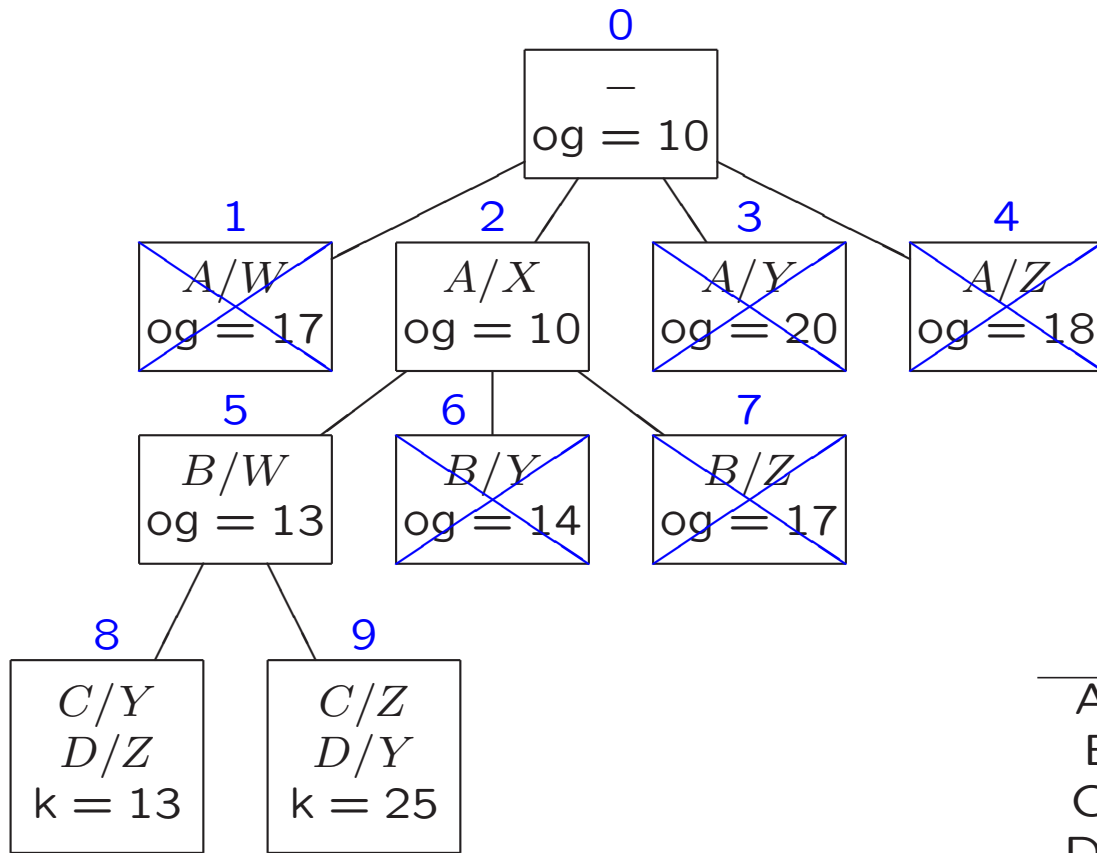 0
–
og = 10
1
2
3
4
A/W
og = 17
A/X
og = 10
A/Y
og = 20
A/Z
og = 18
5
6
7
B/W
og = 13
B/Y
og = 14
B/Z
og = 17
8
9
C/Y
D/Z
k = 13
C/Z
D/Y
k = 25
A
B
C
D